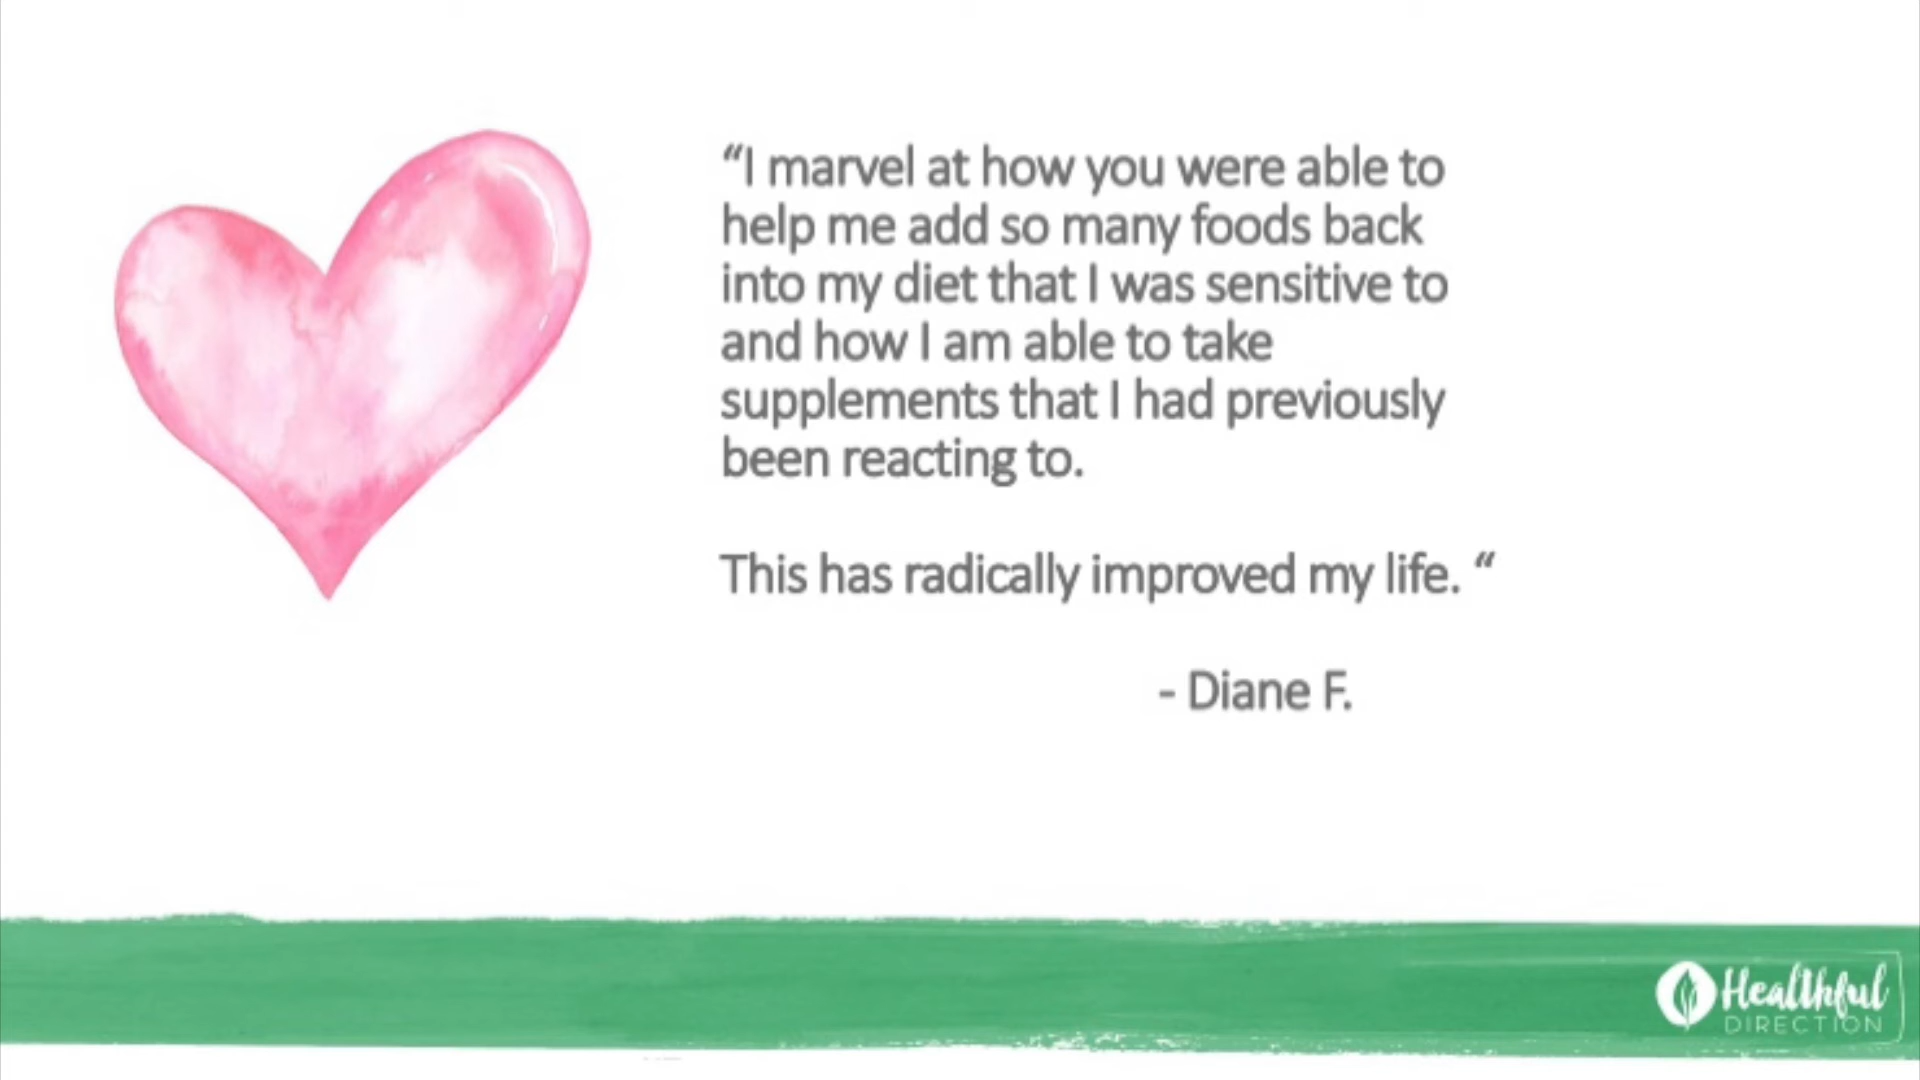 “I marvel at how you were able to
help me add so many foods back
into my diet that I was sensitive to
and how I am able to take
supplements that I had previously
been reacting to.
This has radically improved my life. “
- Diane F.
Healthful
DIRECTION